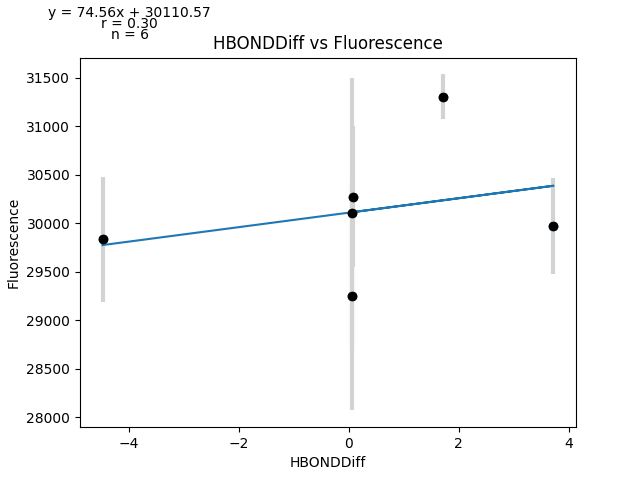 y = 74.56x + 30110.57
r = 0.30
n = 6
HBONDDiff vs Fluorescence
31500
31000
30500
30000
29500
29000
28500
28000
Fluorescence
−4
−2
0
2
4
HBONDDiff